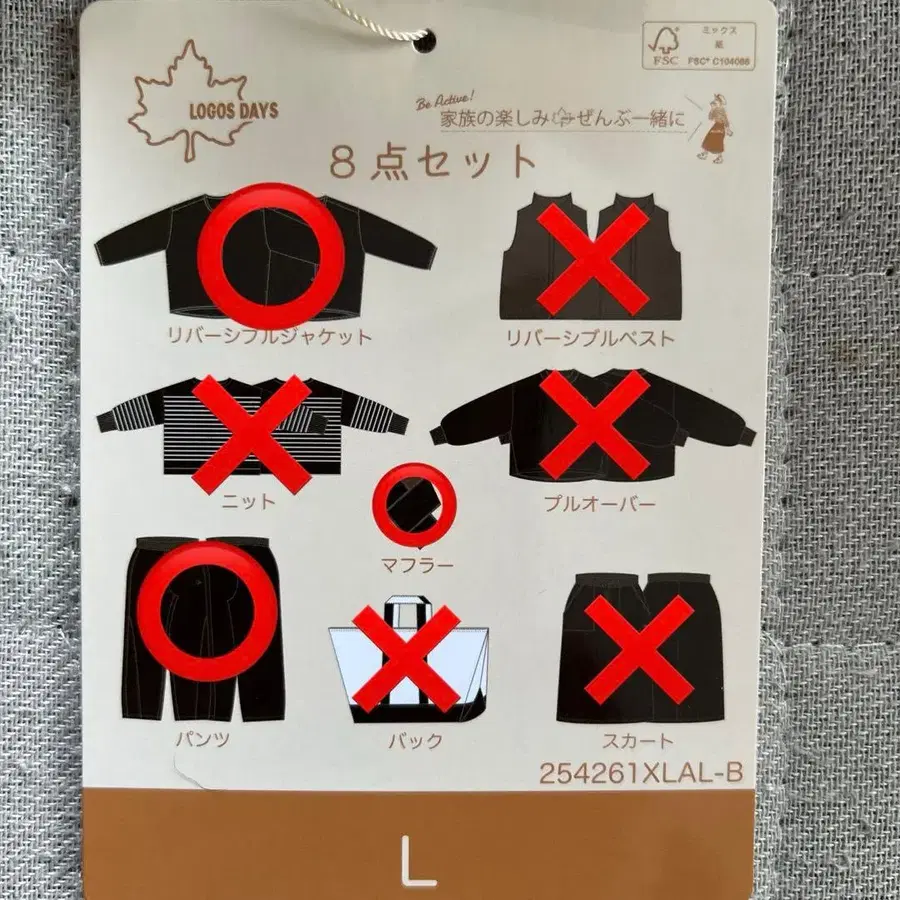 ミックス
紙
FSC
FSC® C104088
LOGOS DAYS
Be Active!
家族の楽しみ ぜんぶ一緒に
8点セット
リバーシブルジャケット
リバーシブルベスト
ニット
プルオーバー
マフラー
パンツ
バック
スカート
254261XLAL-B
L